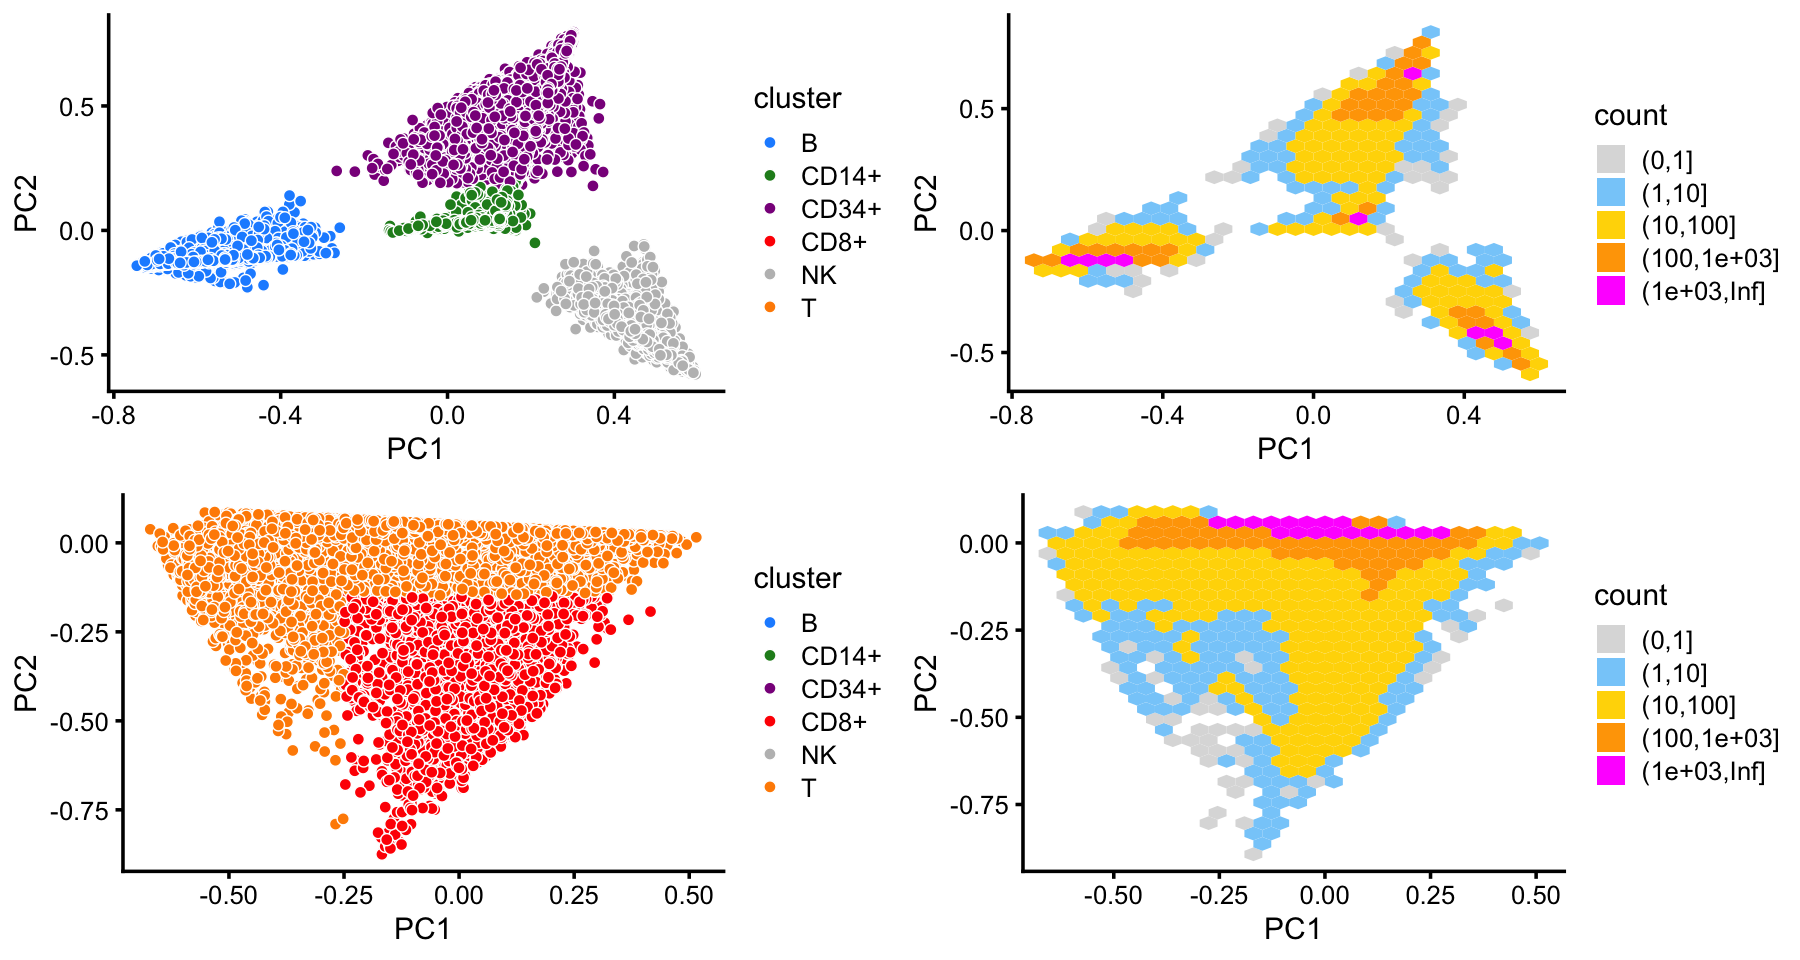 0.5
0.0
-0.5
PC2
-0.8
-0.4
0.0
0.4
PC1
cluster
B
CD14+
CD34+
CD8+
NK
T
0.5
0.0
-0.5
PC2
-0.8
-0.4
0.0
0.4
PC1
count
(0,1]
(1,10]
(10,100]
(100,1e+03]
(1e+03,Inf]
0.00
-0.25
-0.50
-0.75
PC2
-0.50
-0.25
0.00
0.25
0.50
PC1
cluster
B
CD14+
CD34+
CD8+
NK
T
0.00
-0.25
-0.50
-0.75
PC2
-0.50
-0.25
0.00
0.25
0.50
PC1
count
(0,1]
(1,10]
(10,100]
(100,1e+03]
(1e+03,Inf]